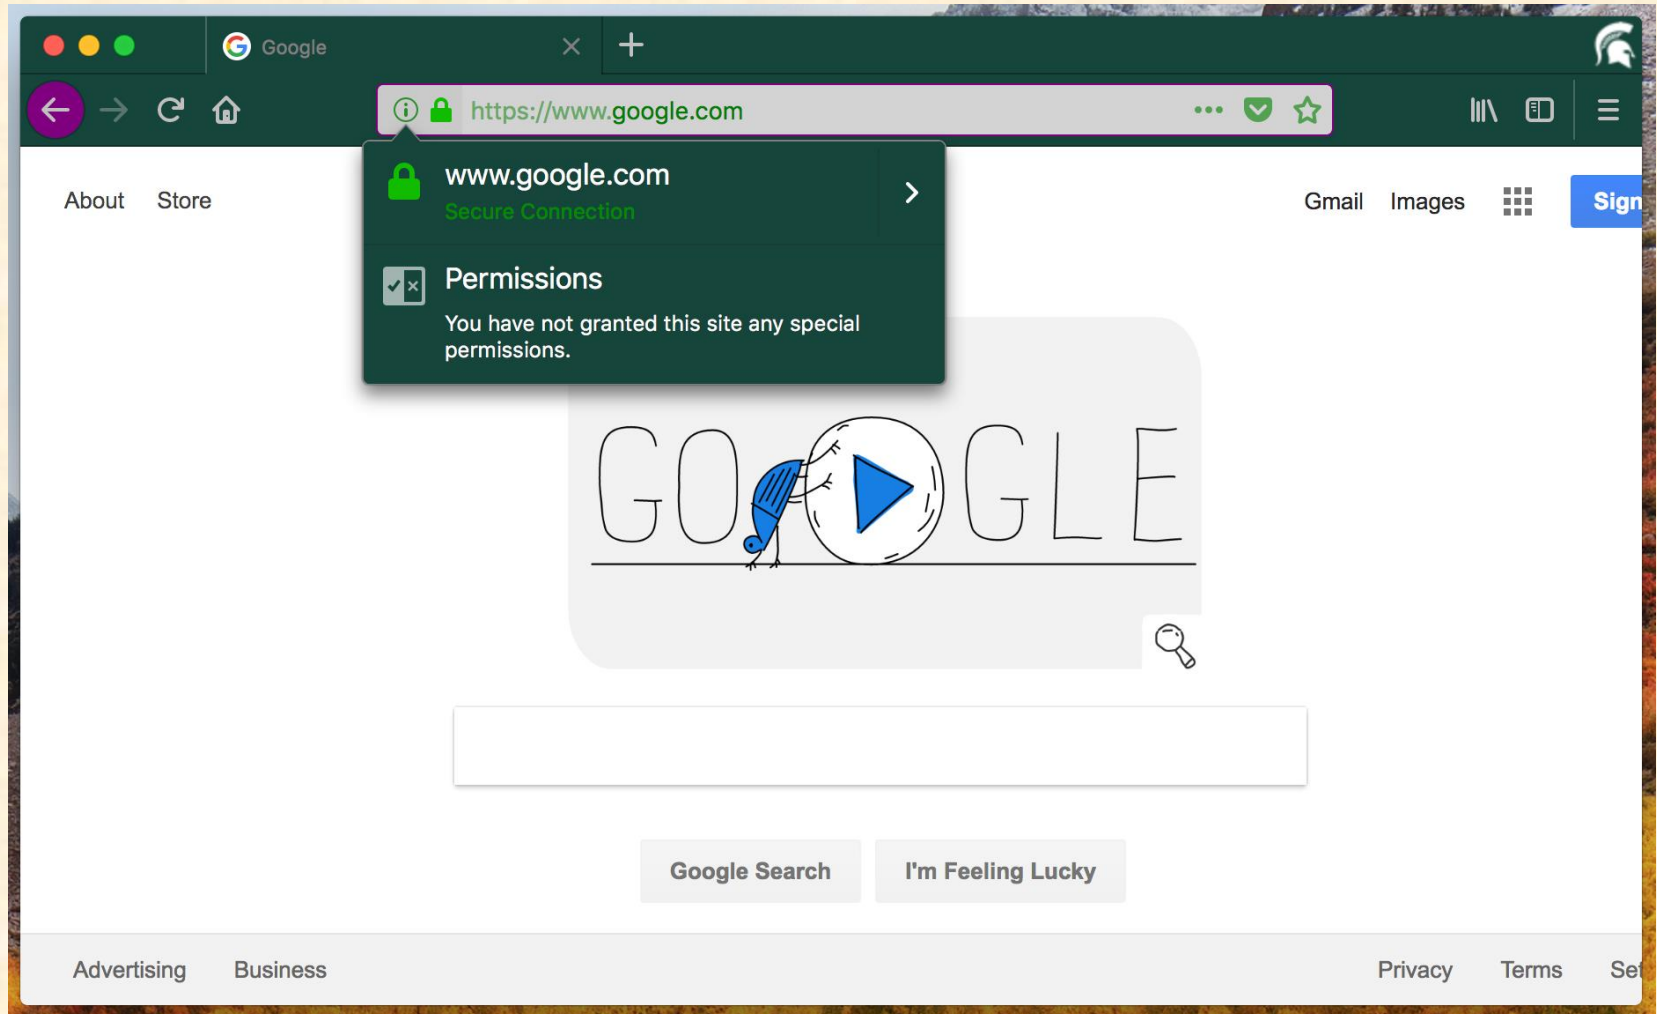 Google
https://www.google.com
www.google.com
Secure Connection
Permissions
You have not granted this site any special
permissions.
About Store
Gmail Images
Sign
GOOGLE
Google Search I'm Feeling Lucky
Advertising Business
Privacy Terms Set